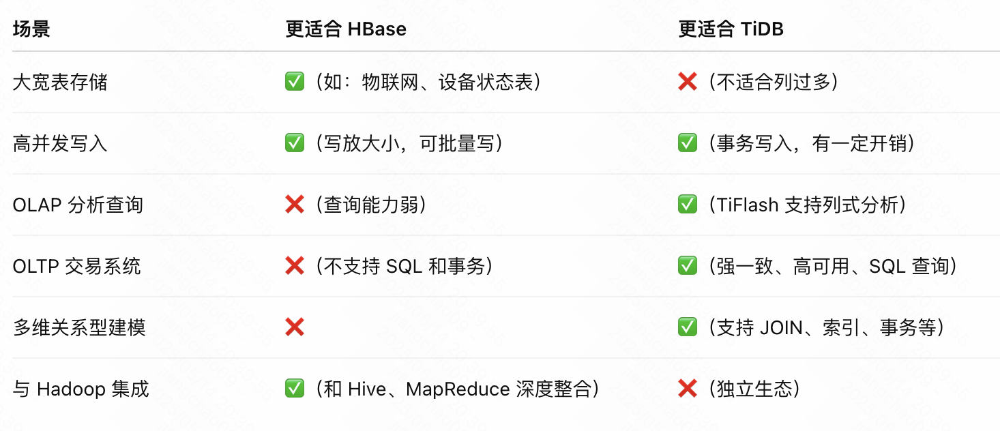 场景 更适合 HBase 更适合 TiDB
大宽表存储 ✅（如：物联网、设备状态表） ❌（不适合列过多）
高并发写入 ✅（写放大小，可批量写） ✅（事务写入，有一定开销）
OLAP 分析查询 ❌（查询能力弱） ✅（TiFlash 支持列式分析）
OLTP 交易系统 ❌（不支持 SQL 和事务） ✅（强一致、高可用、SQL 查询）
多维关系型建模 ❌ ✅（支持 JOIN、索引、事务等）
与 Hadoop 集成 ✅（和 Hive、MapReduce 深度整合） ❌（独立生态）